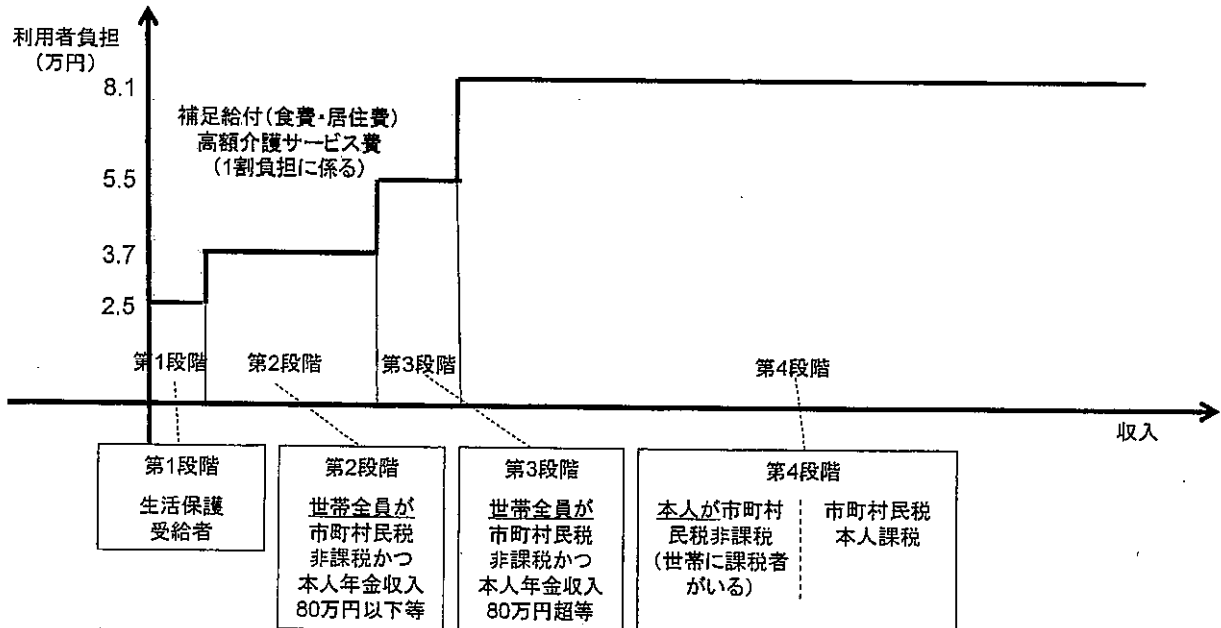 利用者負担
(万円)
8.1
補足給付(食費・居住費)
高額介護サービス費
(1割負担に係る)
5.5
3.7
2.5
第1段階
第2段階
第3段階
第4段階
収入
第1段階
生活保護
受給者
第2段階
世帯全員が
市町村民税
非課税かつ
本人年金収入
80万円以下等
第3段階
世帯全員が
市町村民税
非課税かつ
本人年金収入
80万円超等
第4段階
本人が市町村
民税非課税
(世帯に課税者
がいる)
市町村民税
本人課税